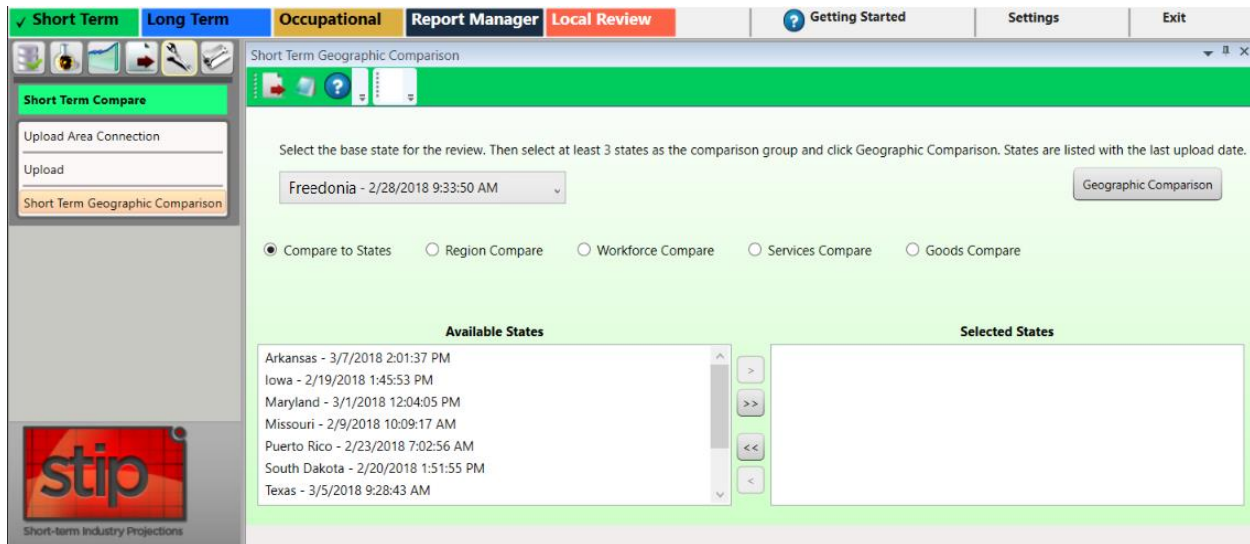 ✓ Short Term Long Term Occupational Report Manager Local Review ? Getting Started Settings Exit
Short Term Geographic Comparison
Short Term Compare
Upload Area Connection
Upload
Short Term Geographic Comparison
Select the base state for the review. Then select at least 3 states as the comparison group and click Geographic Comparison. States are listed with the last upload date.
Freedonia - 2/28/2018 9:33:50 AM
Geographic Comparison
Compare to States Region Compare Workforce Compare Services Compare Goods Compare
Available States
Selected States
Arkansas - 3/7/2018 2:01:37 PM
Iowa - 2/19/2018 1:45:53 PM
Maryland - 3/1/2018 12:04:05 PM
Missouri - 2/9/2018 10:09:17 AM
Puerto Rico - 2/23/2018 7:02:56 AM
South Dakota - 2/20/2018 1:51:55 PM
Texas - 3/5/2018 9:28:43 AM
>
>>
<<
<
stip
Short-term Industry Projections